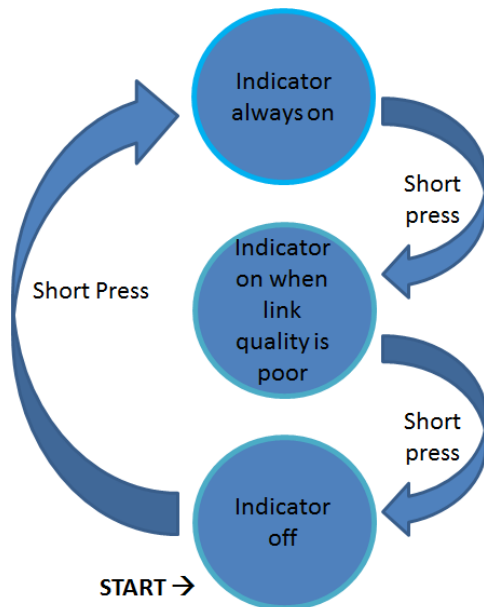 Indicator
always on
Short
press
Indicator
on when
link
quality is
poor
Short Press
Short
press
Indicator
off
START →